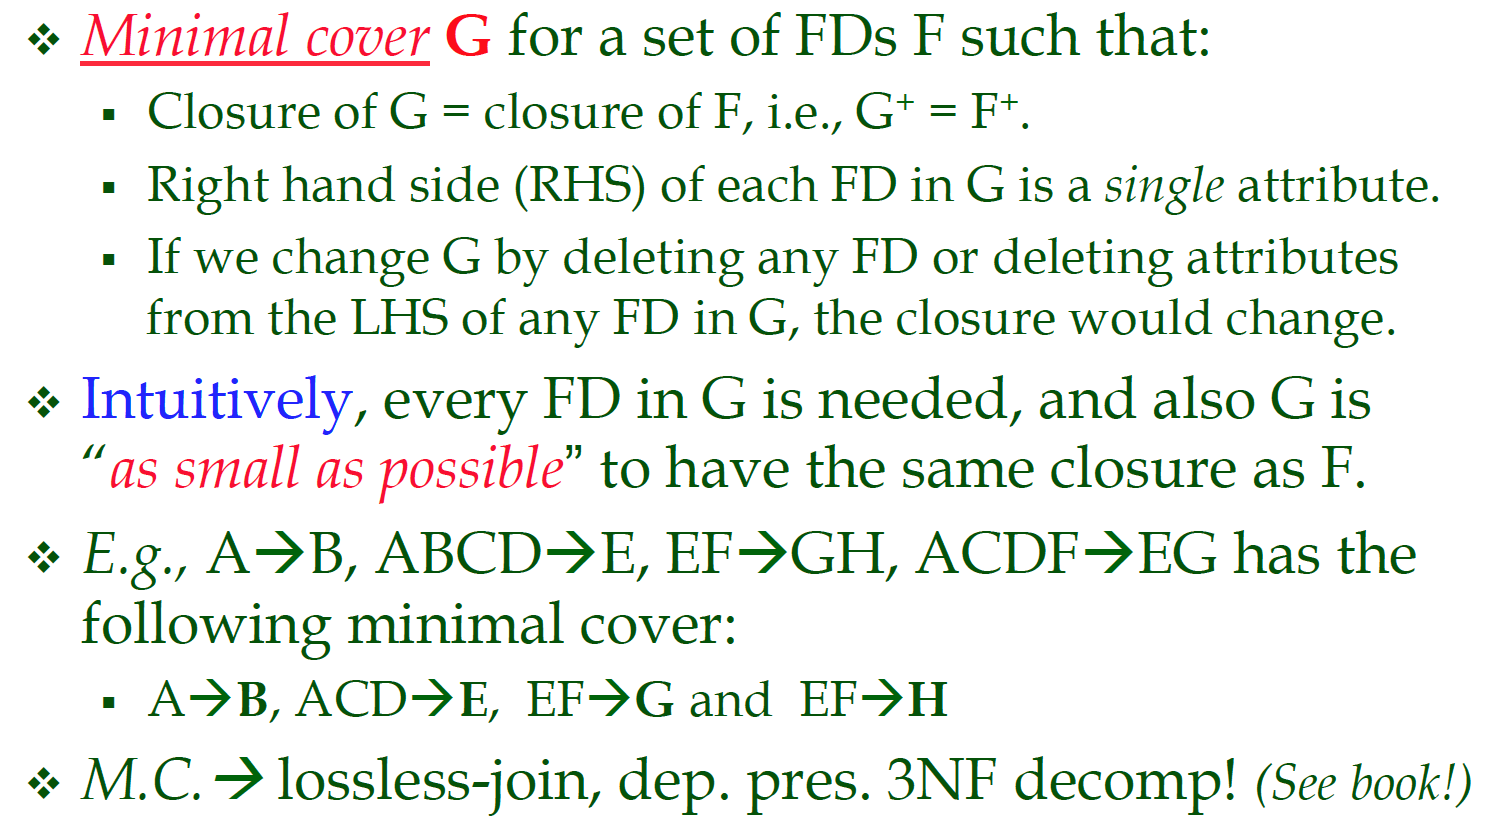 ❖ Minimal cover G for a set of FDs F such that:
▪ Closure of G = closure of F, i.e., G⁺ = F⁺.
▪ Right hand side (RHS) of each FD in G is a single attribute.
▪ If we change G by deleting any FD or deleting attributes
from the LHS of any FD in G, the closure would change.
❖ Intuitively, every FD in G is needed, and also G is
“as small as possible” to have the same closure as F.
❖ E.g., A→B, ABCD→E, EF→GH, ACDF→EG has the
following minimal cover:
▪ A→B, ACD→E, EF→G and EF→H
❖ M.C. → lossless-join, dep. pres. 3NF decomp! (See book!)